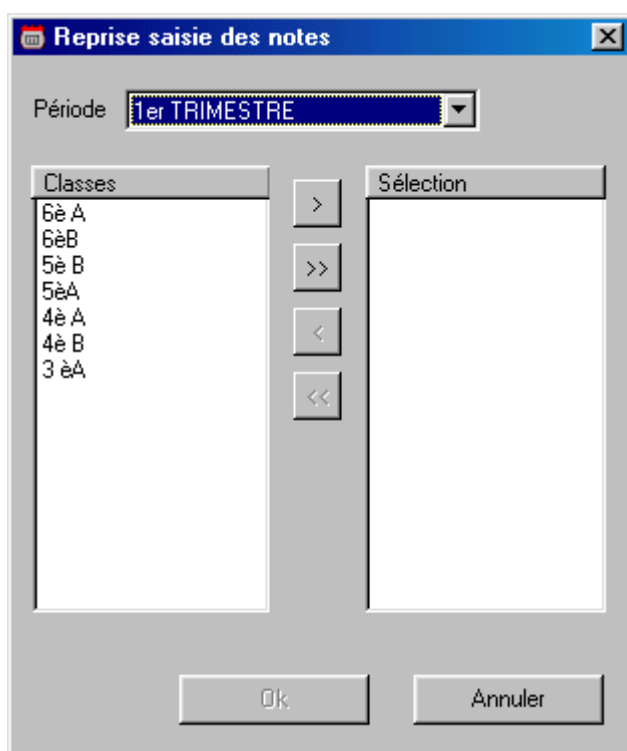 Reprise saisie des notes
Période 1er TRIMESTRE
Classes
6è A
6èB
5è B
5èA
4è A
4è B
3 èA
>
>>
<
<<
Sélection
Ok
Annuler